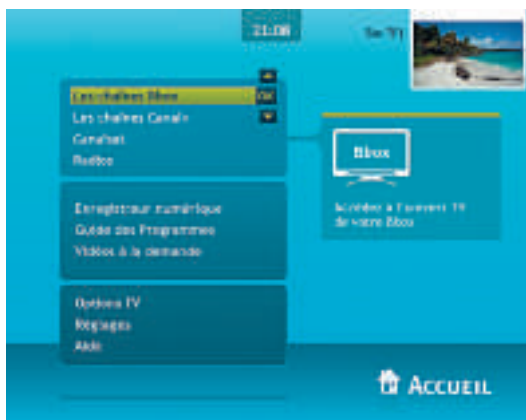 21:08
Les chaînes Bbox
OK
Les chaînes Canal+
Canalsat
Radios
Bbox
Accédez à l'univers TV
de votre Bbox
Enregistreur numérique
Guide des Programmes
Vidéos à la demande
Options TV
Réglages
Aide
ACCUEIL